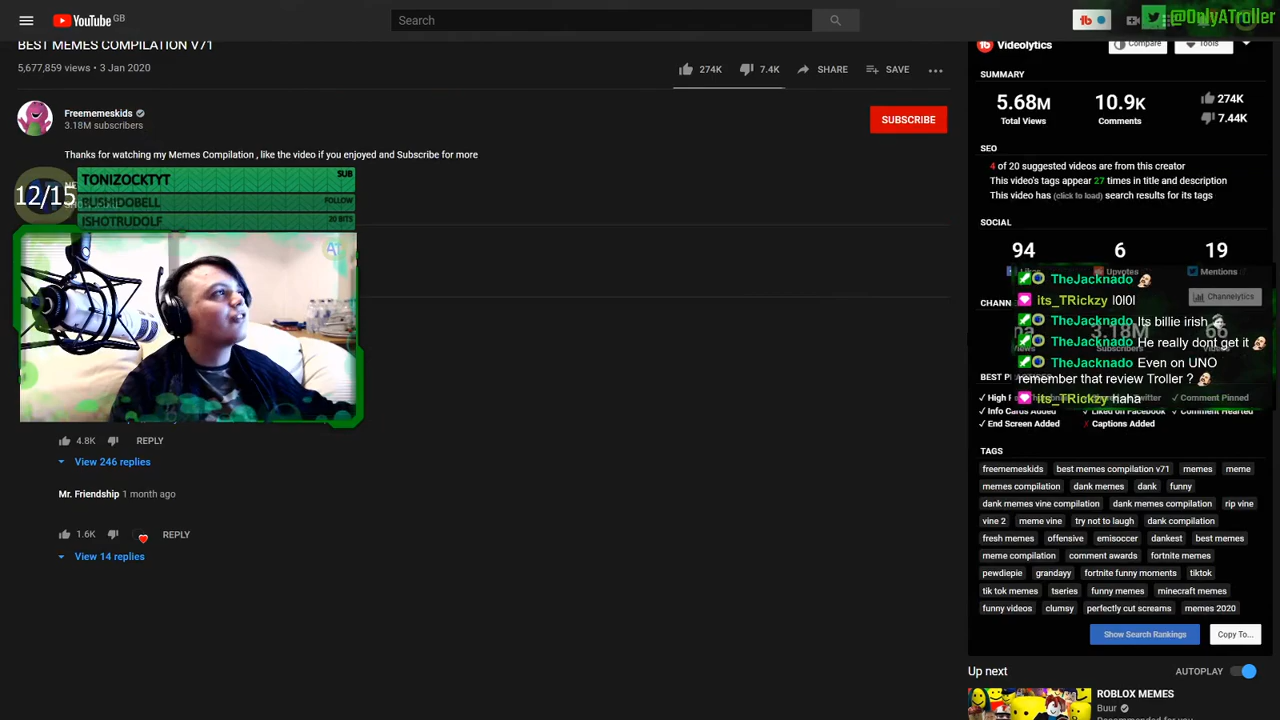 YouTube GB
Search
tb
@OnlyATroller
BEST MEMES COMPILATION V71
5,677,859 views • 3 Jan 2020
274K
7.4K
SHARE
SAVE
Freememeskids
3.18M subscribers
SUBSCRIBE
Thanks for watching my Memes Compilation , like the video if you enjoyed and Subscribe for more
12/15
TONIZOCKTYT SUB
BUSHIDOBELL FOLLOW
ISHOTRUDOLF 20 BITS
AT
4.8K REPLY
View 246 replies
Mr. Friendship 1 month ago
1.6K REPLY
View 14 replies
tb Videolytics
Compare
Tools
SUMMARY
5.68M 10.9K 274K
Total Views Comments 7.44K
SEO
4 of 20 suggested videos are from this creator
This video's tags appear 27 times in title and description
This video has (click to load) search results for its tags
SOCIAL
94 6 19
Likes Upvotes Mentions
TheJacknado
its_TRickzy lololl
TheJacknado Its billie irish
TheJacknado He really dont get it
TheJacknado Even on UNO
remember that review Troller ?
its_TRickzy haha
Channelytics
3.18M 66
Subscribers
Comment Pinned
Info Cards Added Liked on Facebook Comment Hearted
End Screen Added Captions Added
TAGS
freememeskids best memes compilation v71 memes meme
memes compilation dank memes dank funny
dank memes vine compilation dank memes compilation rip vine
vine 2 meme vine try not to laugh dank compilation
fresh memes offensive emisoccer dankest best memes
meme compilation comment awards fortnite memes
pewdiepie grandayy fortnite funny moments tiktok
tik tok memes tseries funny memes minecraft memes
funny videos clumsy perfectly cut screams memes 2020
Show Search Rankings
Copy To...
Up next
AUTOPLAY
ROBLOX MEMES
Buur